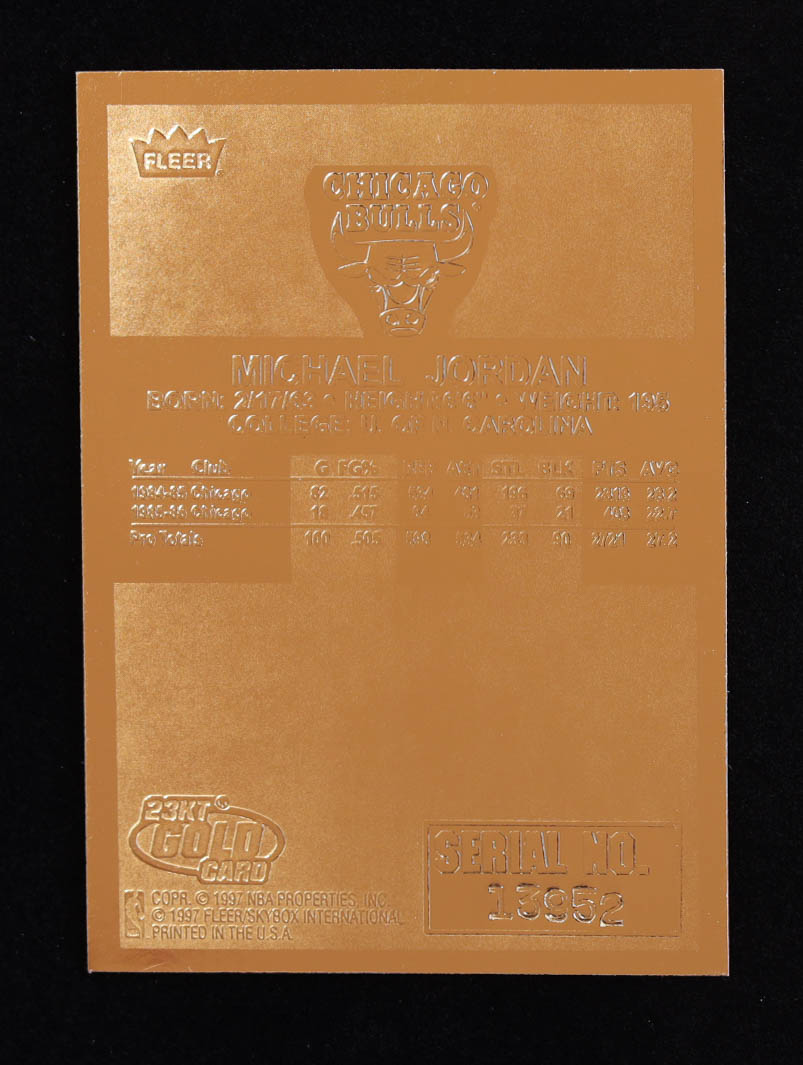 FLEER
CHICAGO
BULLS
MICHAEL JORDAN
BORN: 2/17/63 • HEIGHT: 6'6" • WEIGHT: 195
COLLEGE: U. OF N. CAROLINA
Year Club G FG% REB AST STL BLK PTS AVG
1984-85 Chicago 82 .515 534 481 196 69 2313 28.2
1985-86 Chicago 18 .457 64 37 21 408 22.7
Pro Totals 100 .505 598 534 233 90 2721 27.2
23KT
GOLD
CARD
SERIAL NO.
13952
COPR. © 1997 NBA PROPERTIES, INC.
© 1997 FLEER/SKYBOX INTERNATIONAL
PRINTED IN THE U.S.A.